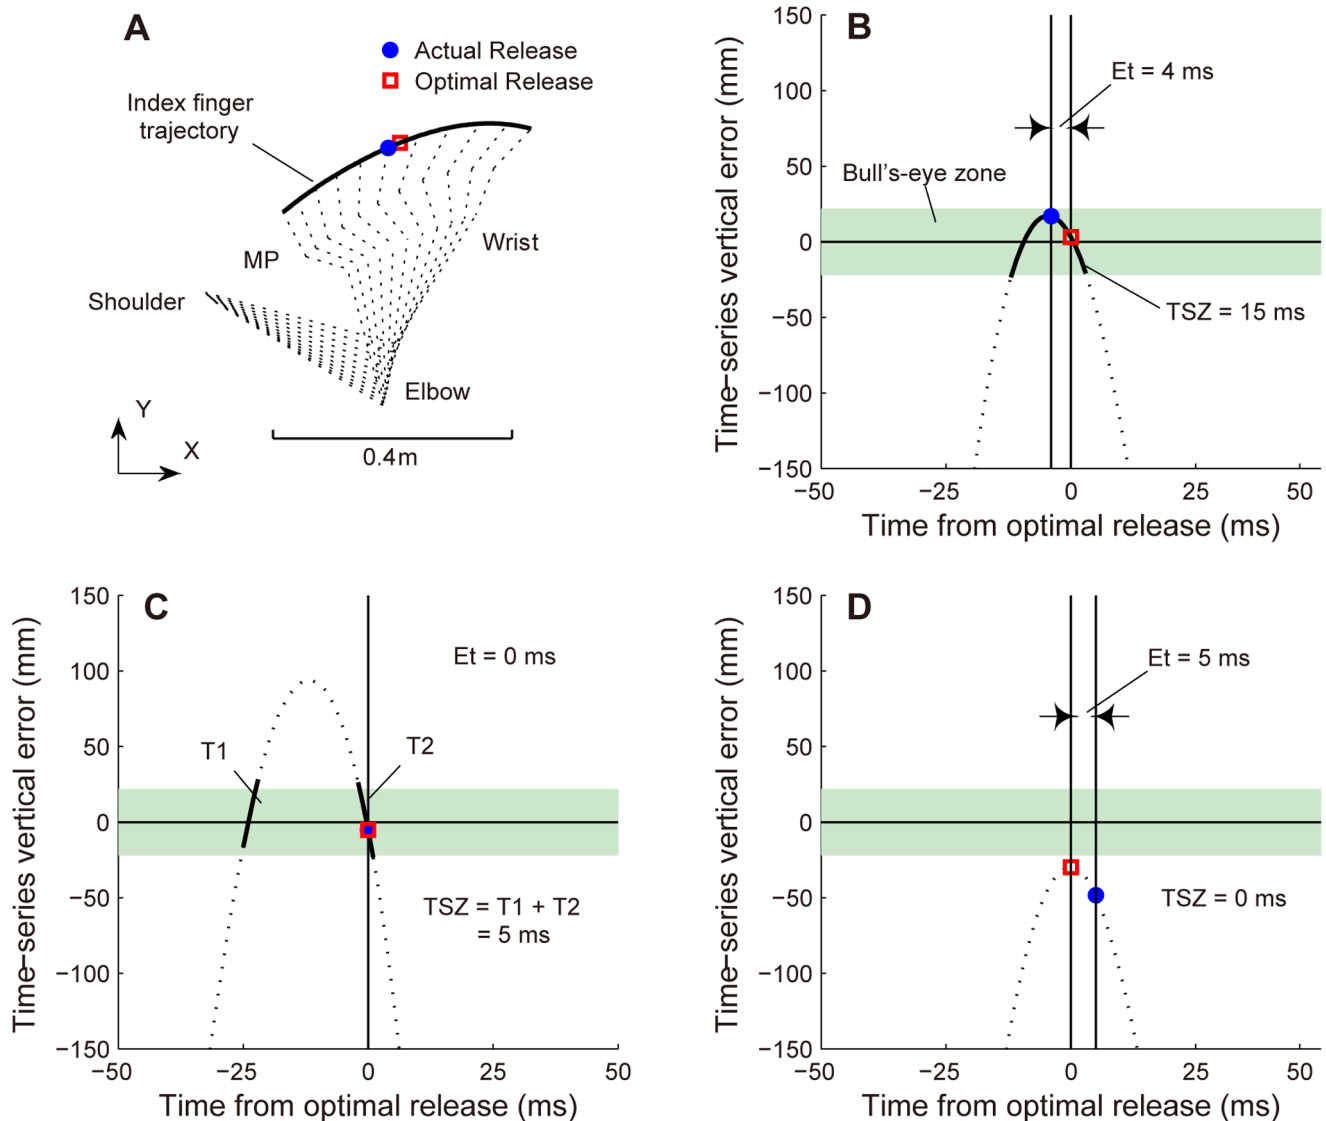 A
Actual Release
Optimal Release
Index finger
trajectory
MP
Wrist
Shoulder
Elbow
Y
X
0.4m
B
Time-series vertical error (mm)
150
100
50
0
−50
−100
−150
Et = 4 ms
Bull's-eye zone
TSZ = 15 ms
−50
−25
0
25
50
Time from optimal release (ms)
C
Time-series vertical error (mm)
150
100
50
0
−50
−100
−150
Et = 0 ms
T1
T2
TSZ = T1 + T2
= 5 ms
−50
−25
0
25
50
Time from optimal release (ms)
D
Time-series vertical error (mm)
150
100
50
0
−50
−100
−150
Et = 5 ms
TSZ = 0 ms
−50
−25
0
25
50
Time from optimal release (ms)